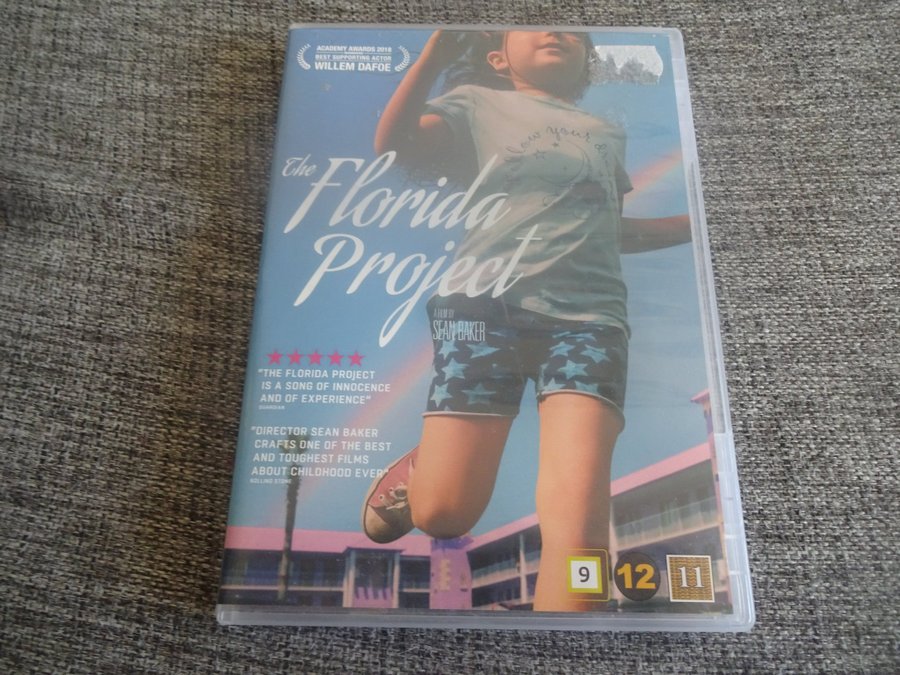 ACADEMY AWARDS 2018
BEST SUPPORTING ACTOR
WILLEM DAFOE
The
Florida
Project
A FILM BY
SEAN BAKER
"THE FLORIDA PROJECT
IS A SONG OF INNOCENCE
AND OF EXPERIENCE"
GUARDIAN
"DIRECTOR SEAN BAKER
CRAFTS ONE OF THE BEST
AND TOUGHEST FILMS
ABOUT CHILDHOOD EVER"
ROLLING STONE
9
12
11